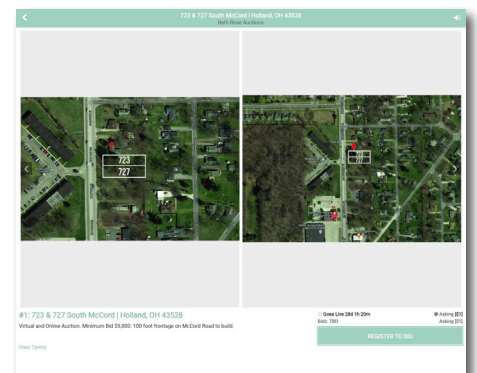 723 & 727 South McCord | Holland, OH 43528
Beth Rose Auctions
723
727
723
727
#1: 723 & 727 South McCord | Holland, OH 43528
Virtual and Online Auction. Minimum Bid $5,000. 100 foot frontage on McCord Road to build.
View Terms
Goes Live 28d 1h 20m
Asking [$1]
Bids: TBD
Asking [$1]
REGISTER TO BID